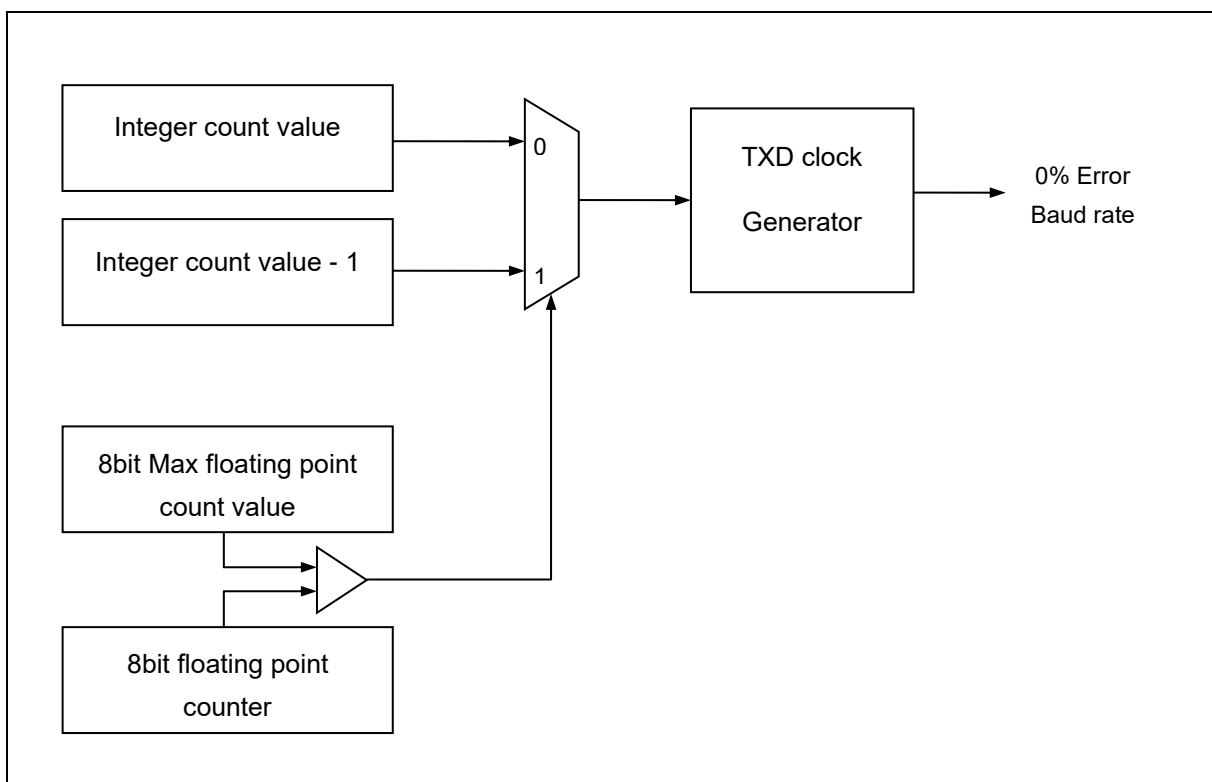 Integer count value
0
TXD clock
Generator
0% Error
Baud rate
Integer count value - 1
1
8bit Max floating point
count value
8bit floating point
counter